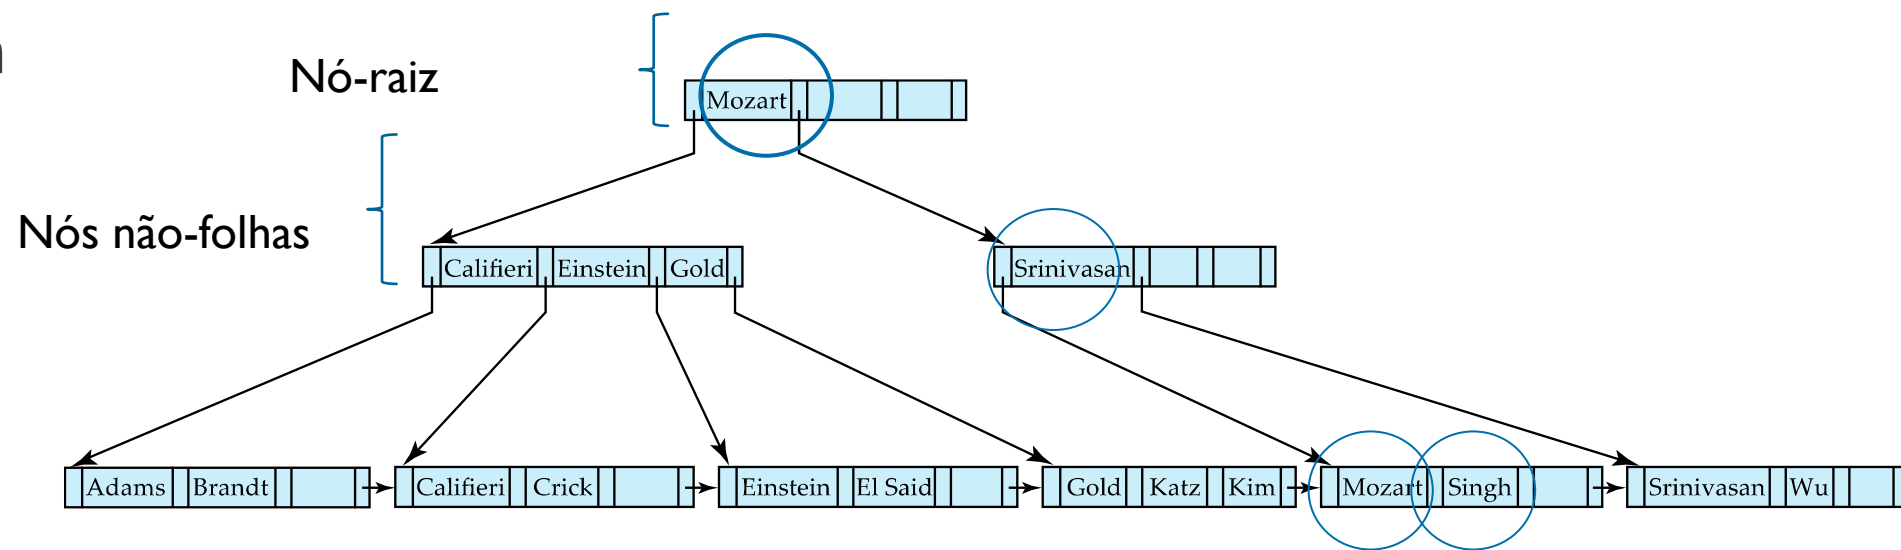 Nó-raiz
Mozart
Nós não-folhas
Califieri Einstein Gold
Srinivasan
Adams Brandt
Califieri Crick
Einstein El Said
Gold Katz Kim
Mozart Singh
Srinivasan Wu